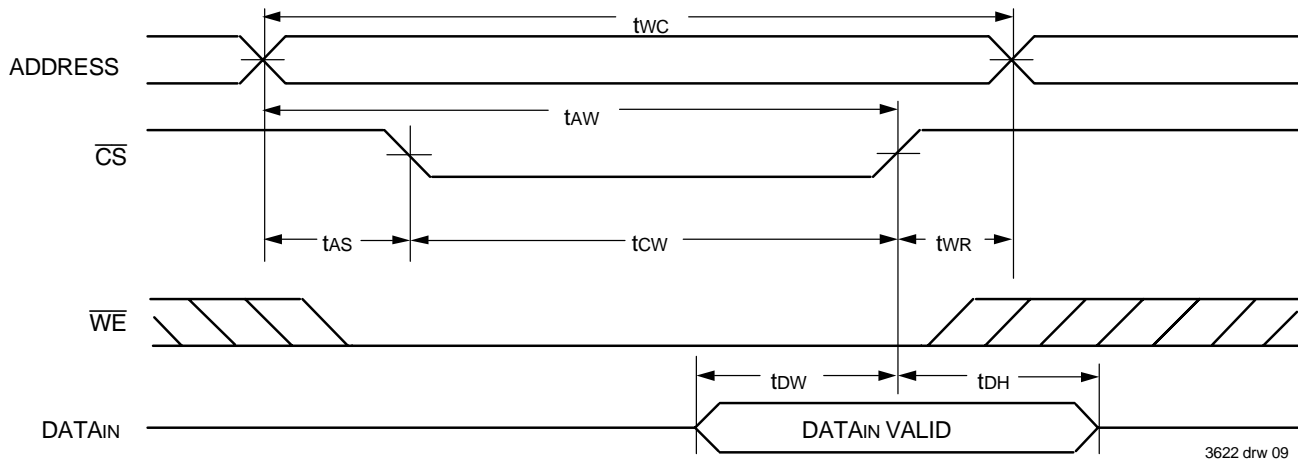 tWC
ADDRESS
tAW
CS
tAS
tCW
tWR
WE
tDW
tDH
DATAIN
DATAIN VALID
3622 drw 09